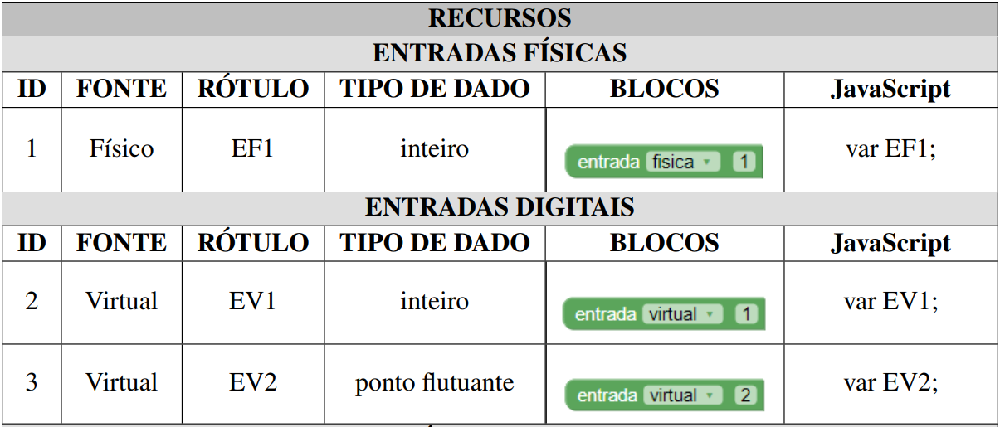 RECURSOS
ENTRADAS FÍSICAS
ID FONTE RÓTULO TIPO DE DADO BLOCOS JavaScript
1 Físico EF1 inteiro entrada fisica 1 var EF1;
ENTRADAS DIGITAIS
ID FONTE RÓTULO TIPO DE DADO BLOCOS JavaScript
2 Virtual EV1 inteiro entrada virtual 1 var EV1;
3 Virtual EV2 ponto flutuante entrada virtual 2 var EV2;